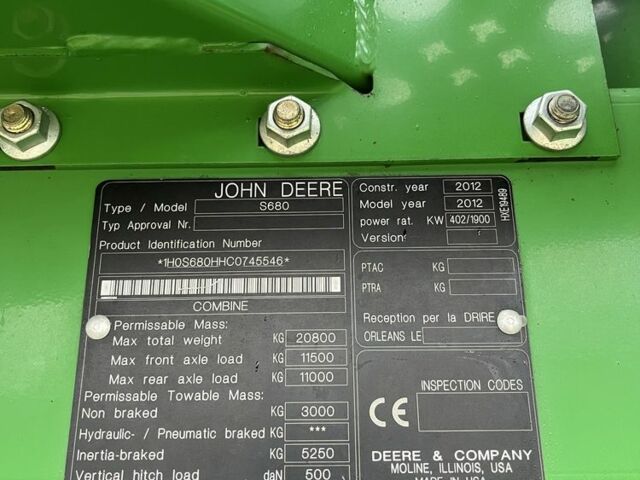 JOHN DEERE
Type / Model S680
Typ Approval Nr.
Product Identification Number
*1H0S680HHC0745546*
COMBINE
Permissable Mass:
Max total weight KG 20800
Max front axle load KG 11500
Max rear axle load KG 11000
Permissable Towable Mass:
Non braked KG 3000
Hydraulic- / Pneumatic braked KG ***
Inertia-braked KG 5250
Vertical hitch load daN 500
Constr. year 2012
Model year 2012
power rat. KW 402/1900
Version
HXE19489
PTAC KG
PTRA KG
Reception per la DRIRE
ORLEANS LE
INSPECTION CODES
CE
DEERE & COMPANY
MOLINE, ILLINOIS, USA
MADE IN USA